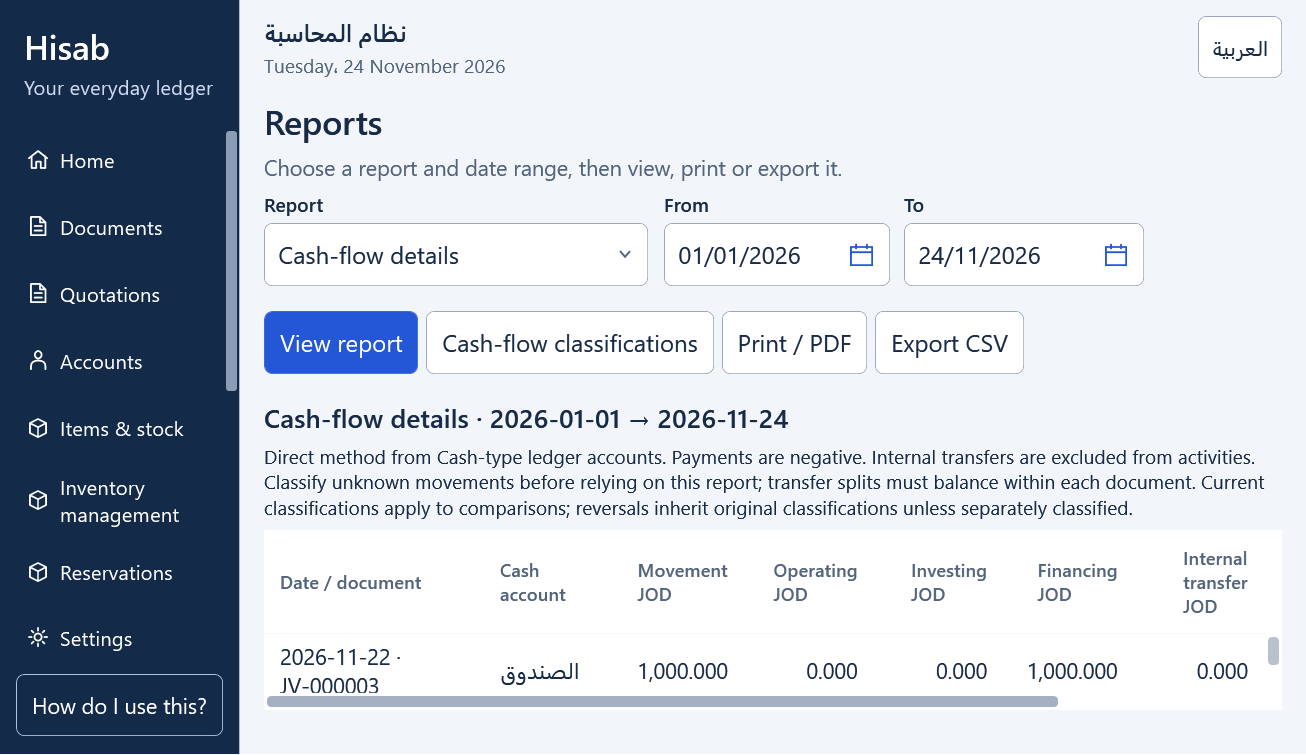 Hisab
Your everyday ledger
Home
Documents
Quotations
Accounts
Items & stock
Inventory
management
Reservations
Settings
How do I use this?
نظام المحاسبة
Tuesday، 24 November 2026
العربية
Reports
Choose a report and date range, then view, print or export it.
Report
From
To
Cash-flow details
01/01/2026
24/11/2026
View report
Cash-flow classifications
Print / PDF
Export CSV
Cash-flow details · 2026-01-01 → 2026-11-24
Direct method from Cash-type ledger accounts. Payments are negative. Internal transfers are excluded from activities.
Classify unknown movements before relying on this report; transfer splits must balance within each document. Current
classifications apply to comparisons; reversals inherit original classifications unless separately classified.
Date / document
Cash
account
Movement
JOD
Operating
JOD
Investing
JOD
Financing
JOD
Internal
transfer
JOD
2026-11-22 ·
JV-000003
الصندوق
1,000.000
0.000
0.000
1,000.000
0.000